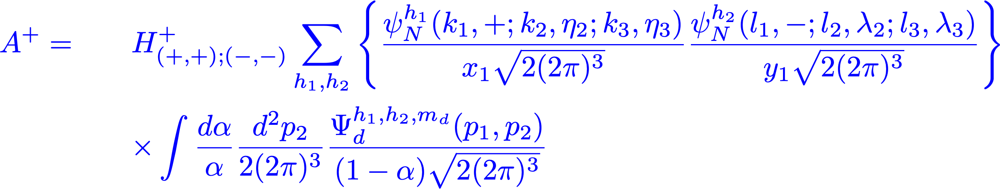 A^+ = H^+_{(+,+);(-,-)} \sum_{h_1,h_2} \left\{ \frac{\psi_N^{h_1}(k_1,+;k_2,\eta_2;k_3,\eta_3)}{x_1\sqrt{2(2\pi)^3}} \frac{\psi_N^{h_2}(l_1,-;l_2,\lambda_2;l_3,\lambda_3)}{y_1\sqrt{2(2\pi)^3}} \right\}
\times \int \frac{d\alpha}{\alpha} \frac{d^2p_2}{2(2\pi)^3} \frac{\Psi_d^{h_1,h_2,m_d}(p_1,p_2)}{(1-\alpha)\sqrt{2(2\pi)^3}}